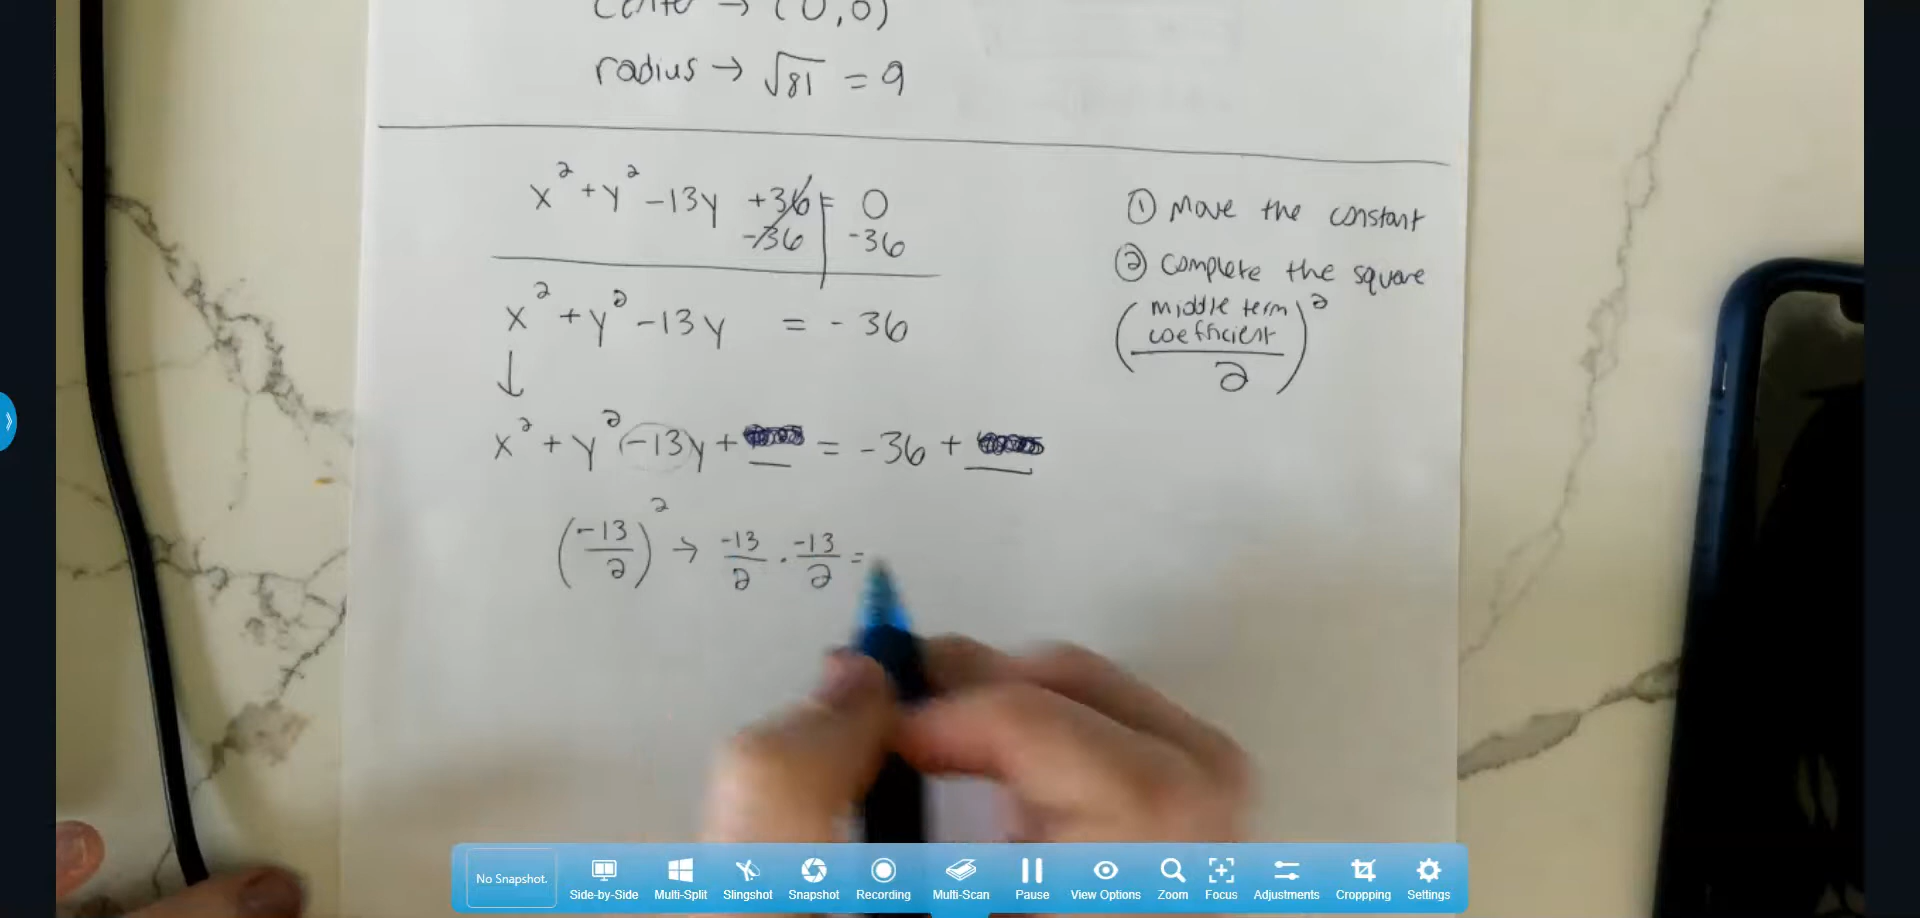 center → (0,0)
radius → √81 = 9
x² + y² - 13y + 36 = 0
-36 -36
x² + y² - 13y = - 36
↓
x² + y² - 13y + = -36 +
(-13/2)² → -13/2 · -13/2 =
① Move the constant
② Complete the square
(middle term
coefficient
2)²
No Snapshot.
Side-by-Side
Multi-Split
Slingshot
Snapshot
Recording
Multi-Scan
Pause
View Options
Zoom
Focus
Adjustments
Croppping
Settings